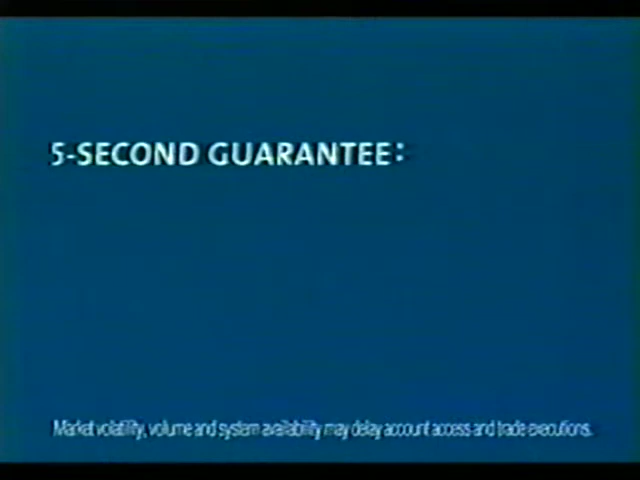 5-SECOND GUARANTEE:
Market volatility, volume and system availability may delay account access and trade executions.